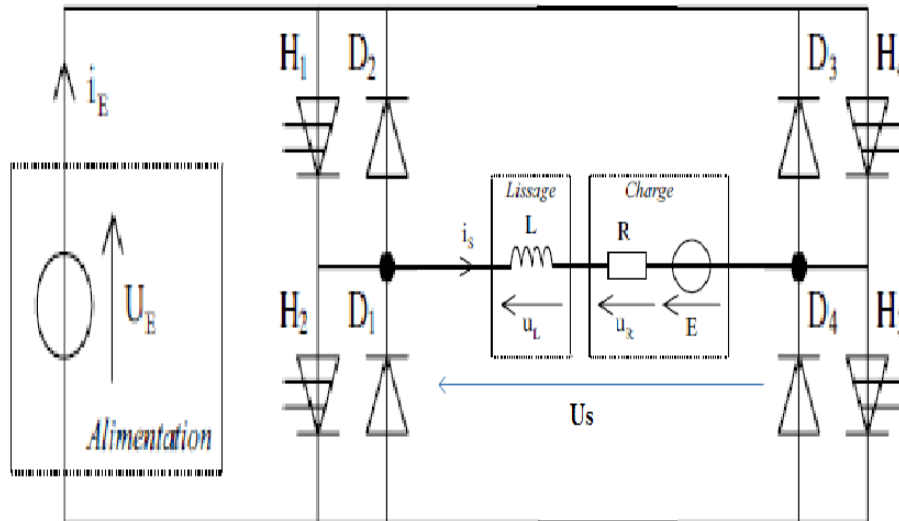 H1 D2 D3
iE
Lissage Charge
L
R
iS
UE
uL uR E
H2 D1 D4
Us
Alimentation